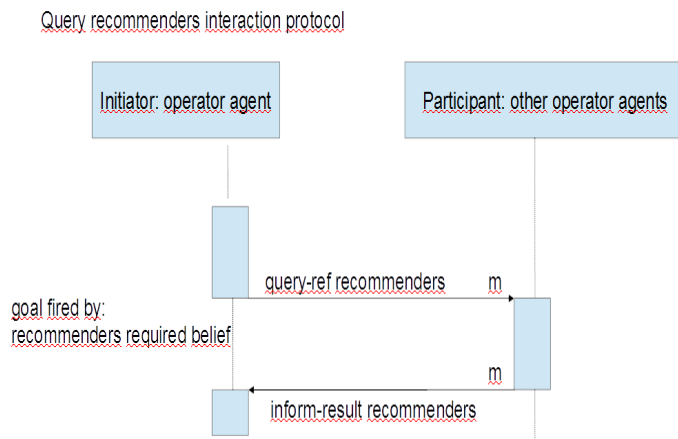 Query recommenders interaction protocol
Initiator: operator agent
Participant: other operator agents
query-ref recommenders m
goal fired by:
recommenders required belief
m
inform-result recommenders